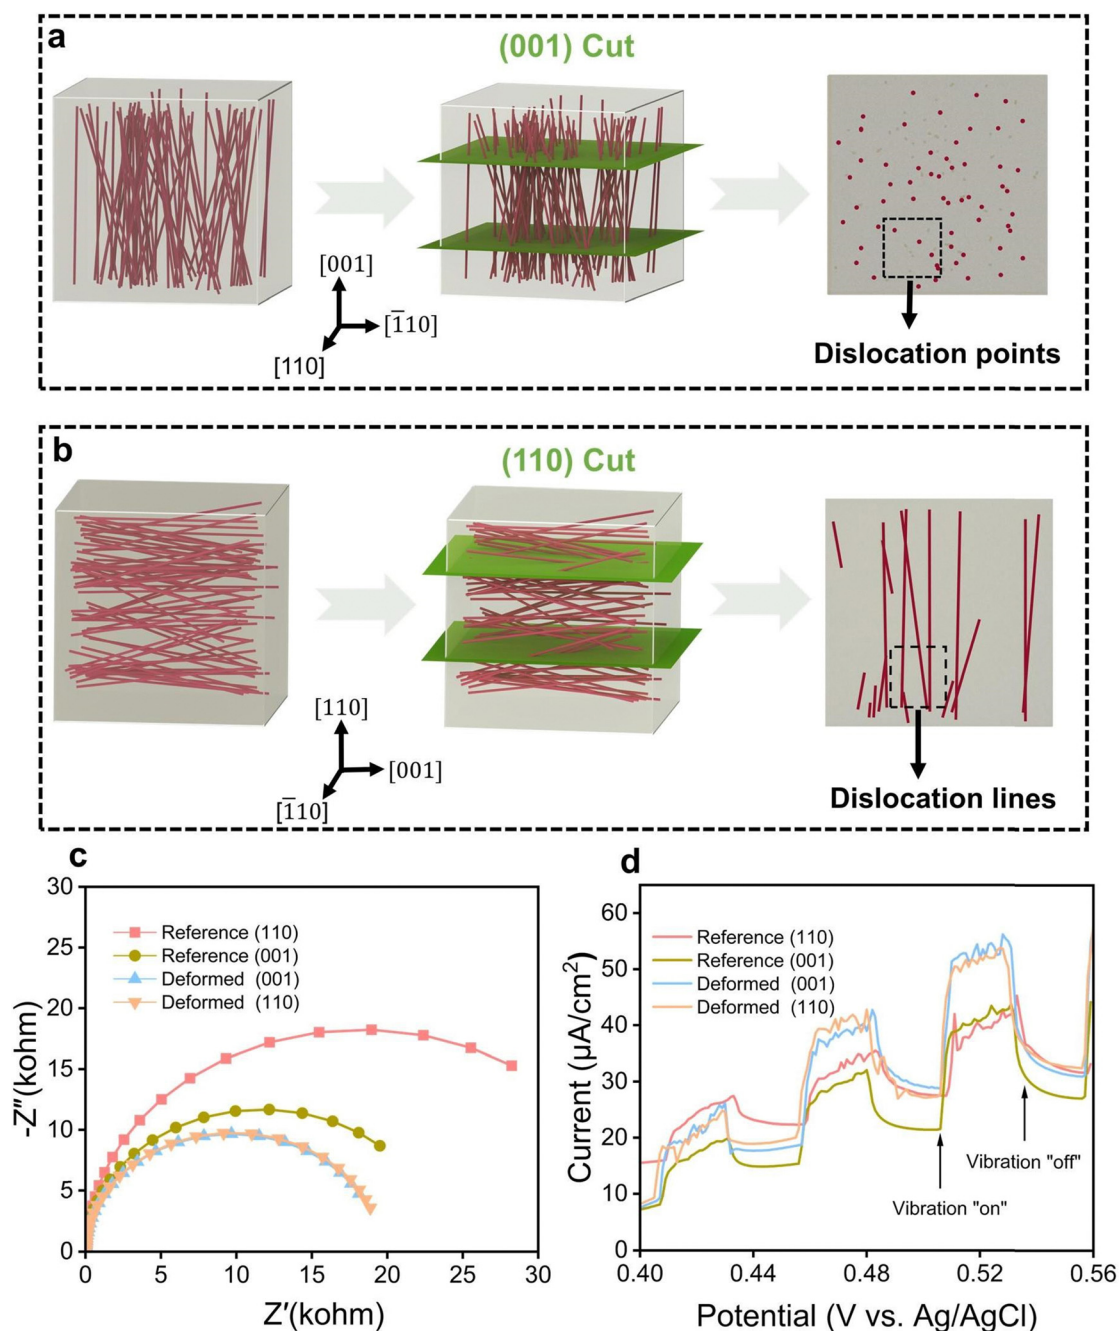 a
(001) Cut
[001]
[1̅10]
[110]
Dislocation points
b
(110) Cut
[110]
[001]
[1̅10]
Dislocation lines
c
30
25
20
15
10
5
0
-Z″(kohm)
Reference (110)
Reference (001)
Deformed (001)
Deformed (110)
0 5 10 15 20 25 30
Z′(kohm)
d
60
50
40
30
20
10
0
Current (μA/cm²)
Reference (110)
Reference (001)
Deformed (001)
Deformed (110)
Vibration "off"
Vibration "on"
0.40 0.44 0.48 0.52 0.56
Potential (V vs. Ag/AgCl)